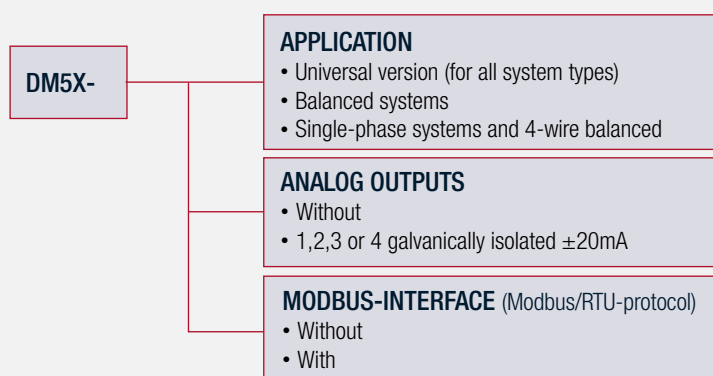 DM5X-
APPLICATION
• Universal version (for all system types)
• Balanced systems
• Single-phase systems and 4-wire balanced
ANALOG OUTPUTS
• Without
• 1,2,3 or 4 galvanically isolated ±20mA
MODBUS-INTERFACE (Modbus/RTU-protocol)
• Without
• With